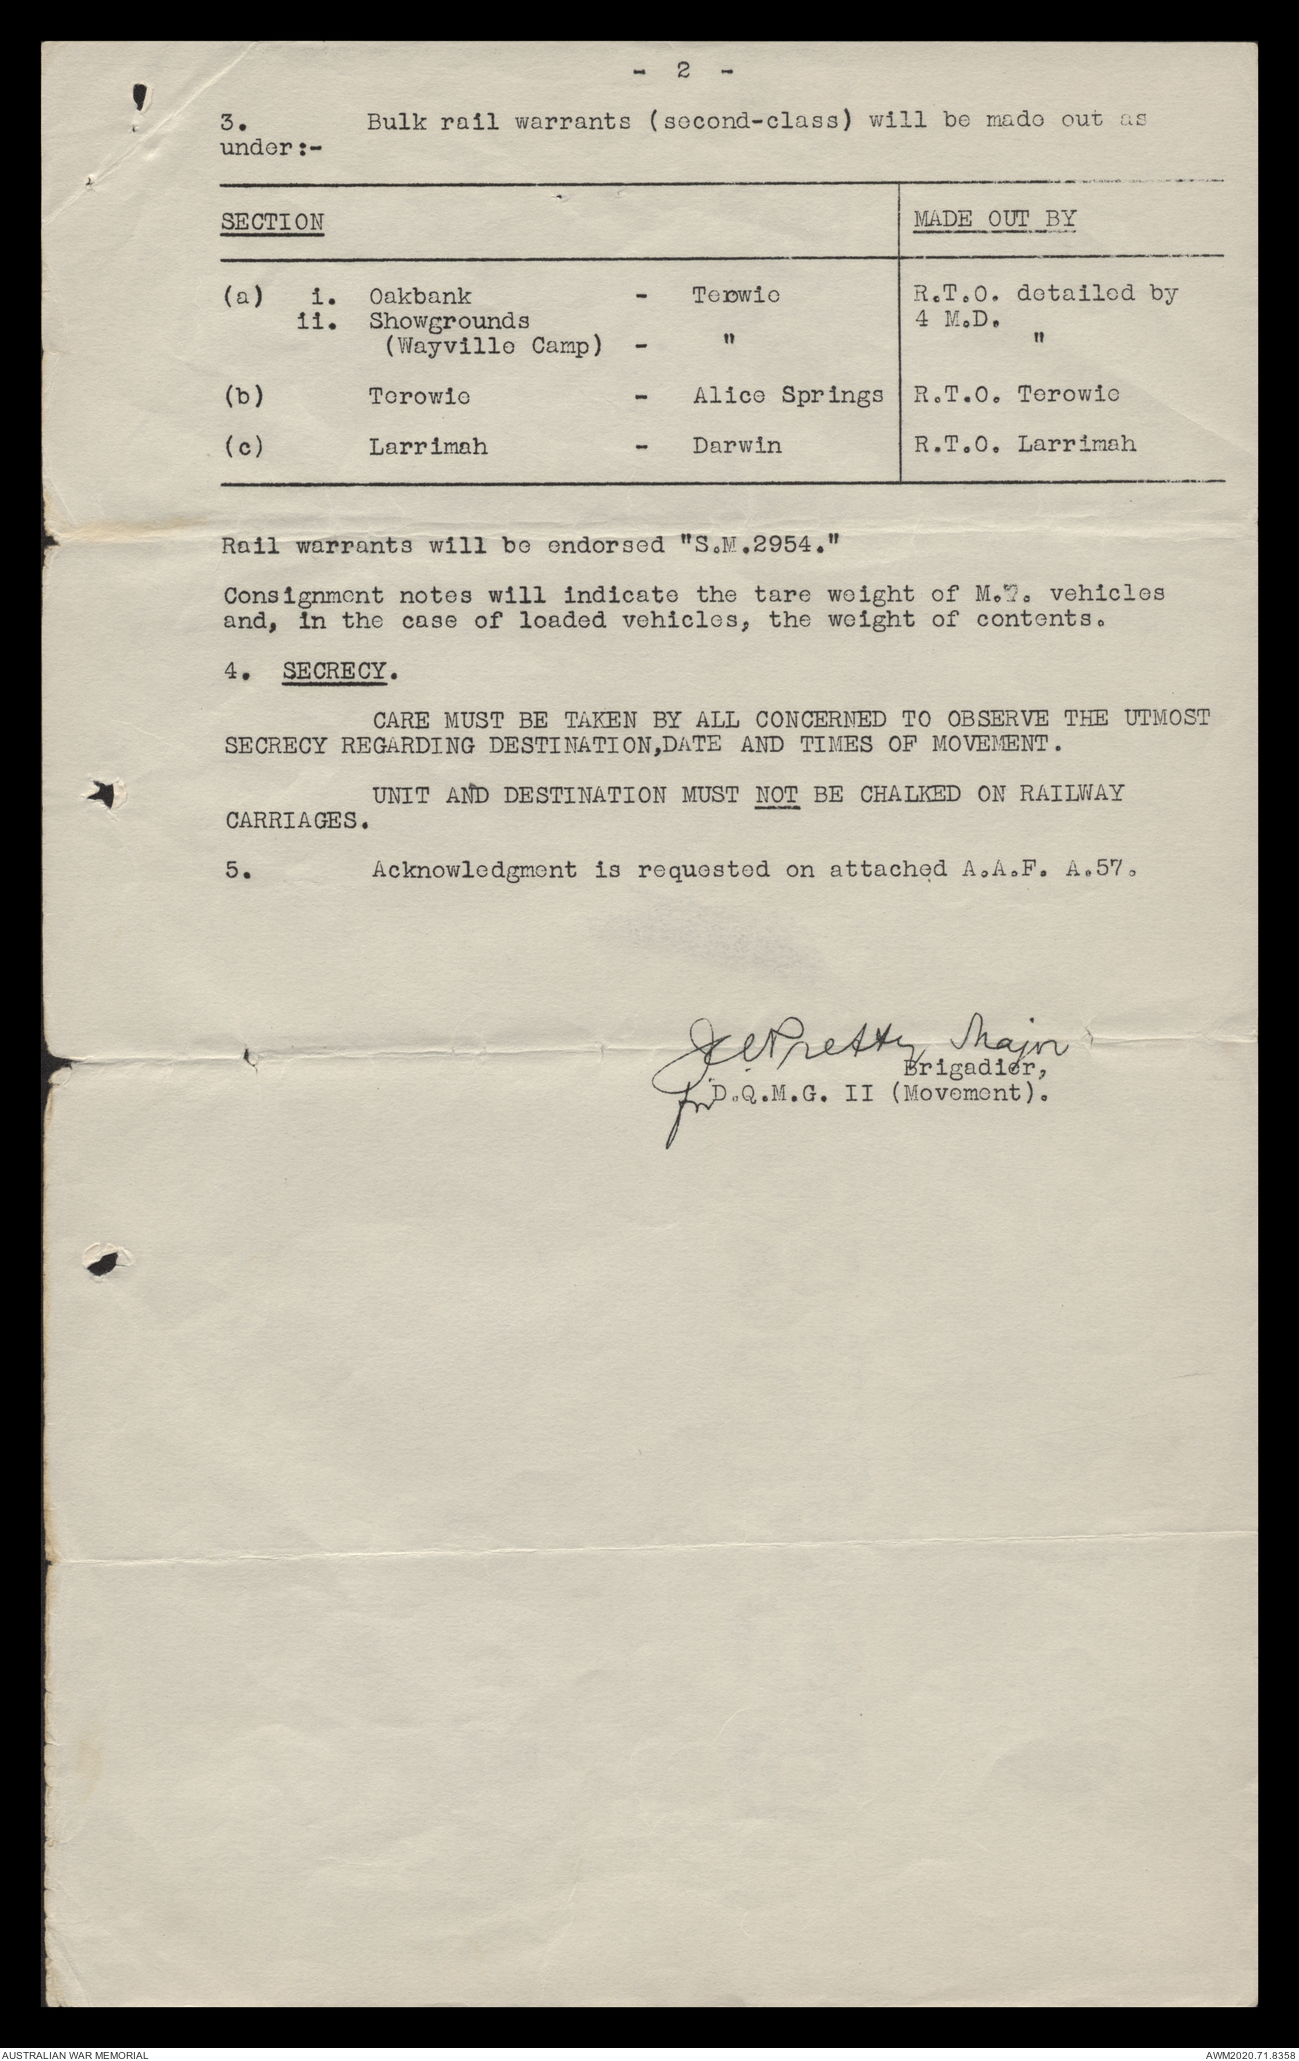 - 2 -
3. Bulk rail warrants (second-class) will be made out as
under:-
SECTION MADE OUT BY
(a) i. Oakbank - Terwie R.T.O. detailed by
ii. Showgrounds 4 M.D.
(Wayville Camp) - " "
(b) Terowie - Alice Springs R.T.O. Terowie
(c) Larrimah - Darwin R.T.O. Larrimah
Rail warrants will be endorsed "S.M.2954."
Consignment notes will indicate the tare weight of M.T. vehicles
and, in the case of loaded vehicles, the weight of contents.
4. SECRECY.
CARE MUST BE TAKEN BY ALL CONCERNED TO OBSERVE THE UTMOST
SECRECY REGARDING DESTINATION,DATE AND TIMES OF MOVEMENT.
UNIT AND DESTINATION MUST NOT BE CHALKED ON RAILWAY
CARRIAGES.
5. Acknowledgment is requested on attached A.A.F. A.57.
Pretty Major
Brigadier,
for D.Q.M.G. II (Movement).
AUSTRALIAN WAR MEMORIAL AWM2020.71.8358